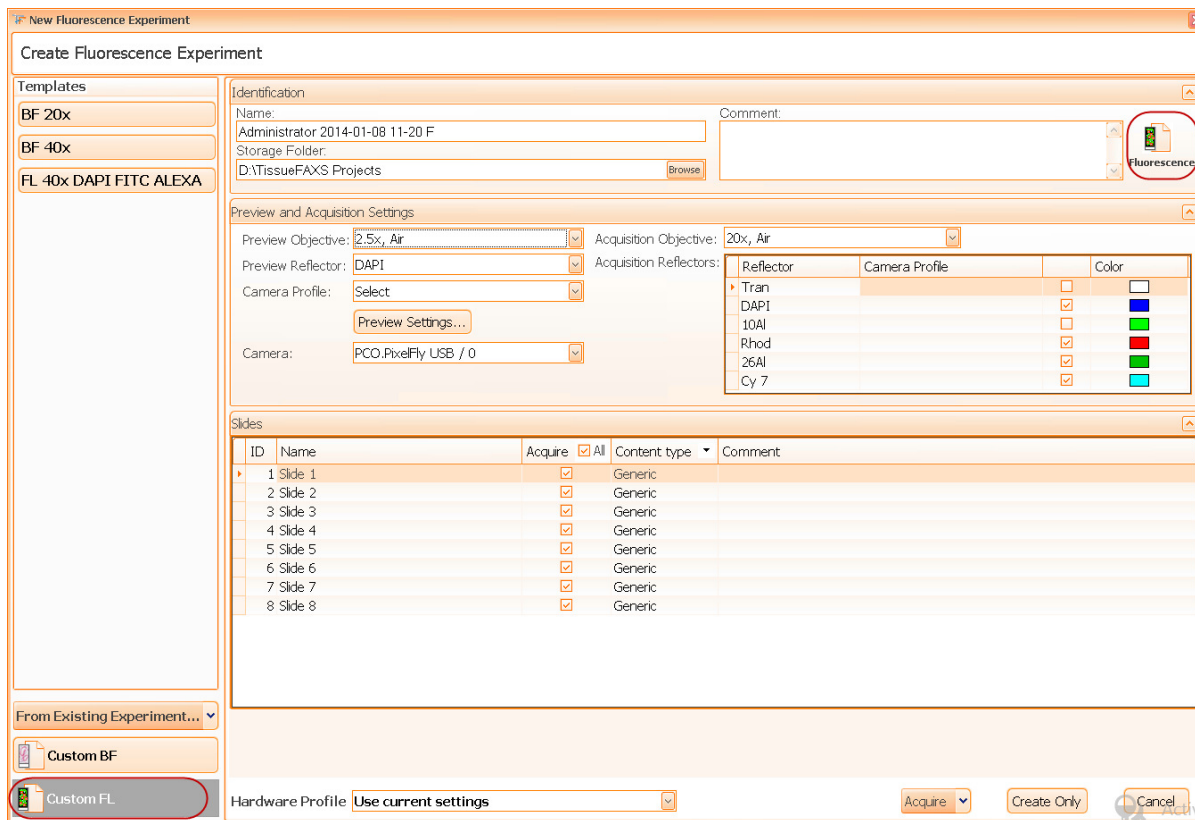 New Fluorescence Experiment
Create Fluorescence Experiment
Templates
BF 20x
BF 40x
FL 40x DAPI FITC ALEXA
From Existing Experiment...
Custom BF
Custom FL
Identification
Name:
Administrator 2014-01-08 11-20 F
Storage Folder:
D:\TissueFAXS Projects
Browse
Comment:
Fluorescence
Preview and Acquisition Settings
Preview Objective: 2.5x, Air
Preview Reflector: DAPI
Camera Profile: Select
Preview Settings...
Camera: PCO.PixelFly USB / 0
Acquisition Objective: 20x, Air
Acquisition Reflectors:
Reflector Camera Profile Color
Tran
DAPI
10Al
Rhod
26Al
Cy 7
Slides
ID Name Acquire All Content type Comment
1 Slide 1 Generic
2 Slide 2 Generic
3 Slide 3 Generic
4 Slide 4 Generic
5 Slide 5 Generic
6 Slide 6 Generic
7 Slide 7 Generic
8 Slide 8 Generic
Hardware Profile Use current settings
Acquire
Create Only
Cancel